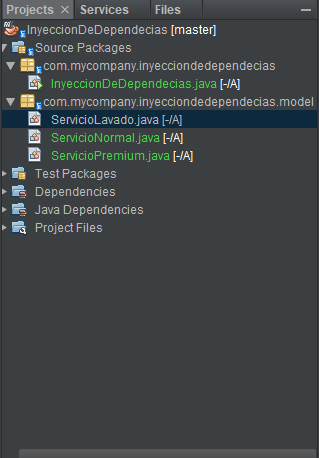 Projects × Services Files
InyeccionDeDependecias [master]
Source Packages
com.mycompany.inyecciondedependecias
InyeccionDeDependecias.java [-/A]
com.mycompany.inyecciondedependecias.model
ServicioLavado.java [-/A]
ServicioNormal.java [-/A]
ServicioPremium.java [-/A]
Test Packages
Dependencies
Java Dependencies
Project Files